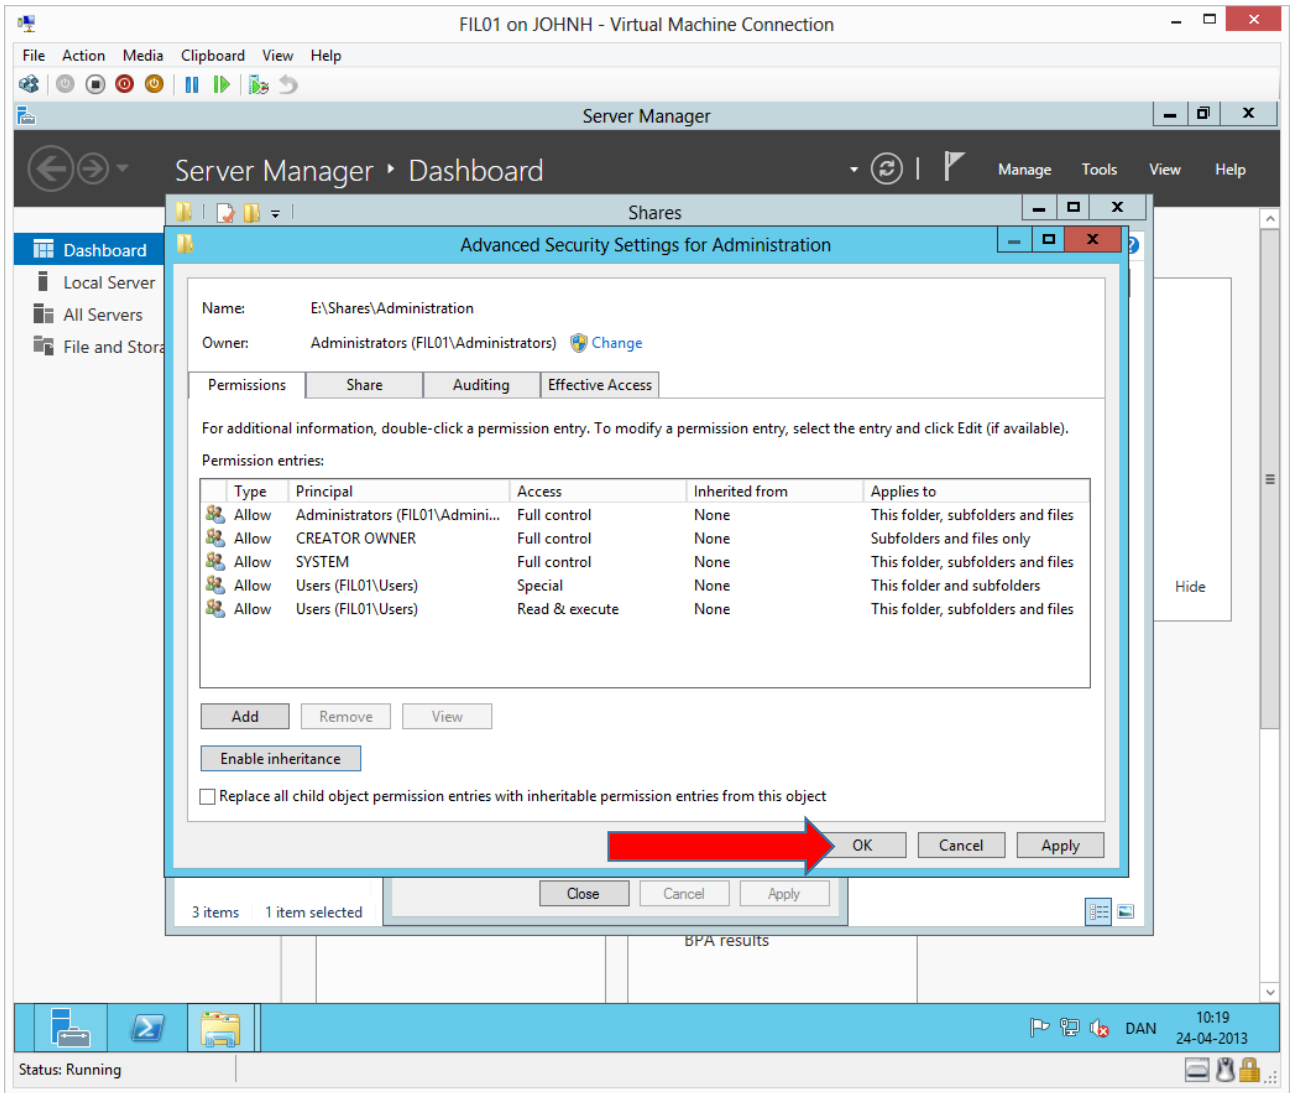 FIL01 on JOHNH - Virtual Machine Connection
File Action Media Clipboard View Help
Server Manager
Server Manager ‣ Dashboard
Manage Tools View Help
Shares
Advanced Security Settings for Administration
Dashboard
Local Server
All Servers
File and Stora
Name: E:\Shares\Administration
Owner: Administrators (FIL01\Administrators) Change
Permissions Share Auditing Effective Access
For additional information, double-click a permission entry. To modify a permission entry, select the entry and click Edit (if available).
Permission entries:
Type Principal Access Inherited from Applies to
Allow Administrators (FIL01\Admini... Full control None This folder, subfolders and files
Allow CREATOR OWNER Full control None Subfolders and files only
Allow SYSTEM Full control None This folder, subfolders and files
Allow Users (FIL01\Users) Special None This folder and subfolders
Allow Users (FIL01\Users) Read & execute None This folder, subfolders and files
Hide
Add Remove View
Enable inheritance
Replace all child object permission entries with inheritable permission entries from this object
OK Cancel Apply
Close Cancel Apply
3 items 1 item selected
BPA results
DAN
10:19
24-04-2013
Status: Running